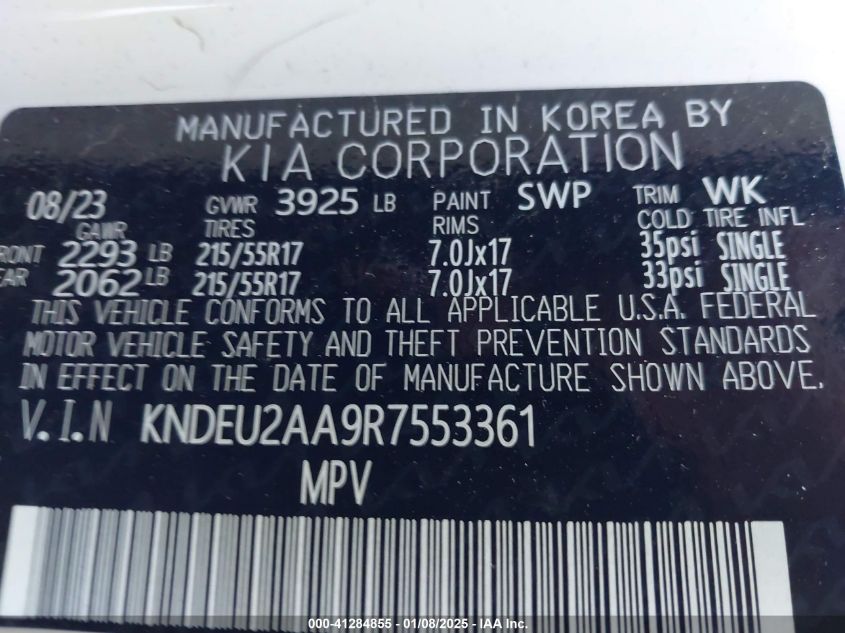 MANUFACTURED IN KOREA BY
KIA CORPORATION
08/23 GVWR 3925 LB PAINT SWP TRIM WK
GAWR TIRES RIMS COLD TIRE INFL
FRONT 2293 LB 215/55R17 7.0Jx17 35psi SINGLE
REAR 2062 LB 215/55R17 7.0Jx17 33psi SINGLE
THIS VEHICLE CONFORMS TO ALL APPLICABLE U.S.A. FEDERAL
MOTOR VEHICLE SAFETY AND THEFT PREVENTION STANDARDS
IN EFFECT ON THE DATE OF MANUFACTURE SHOWN ABOVE.
V.I.N KNDEU2AA9R7553361
MPV
000-41284855 - 01/08/2025 - IAA Inc.